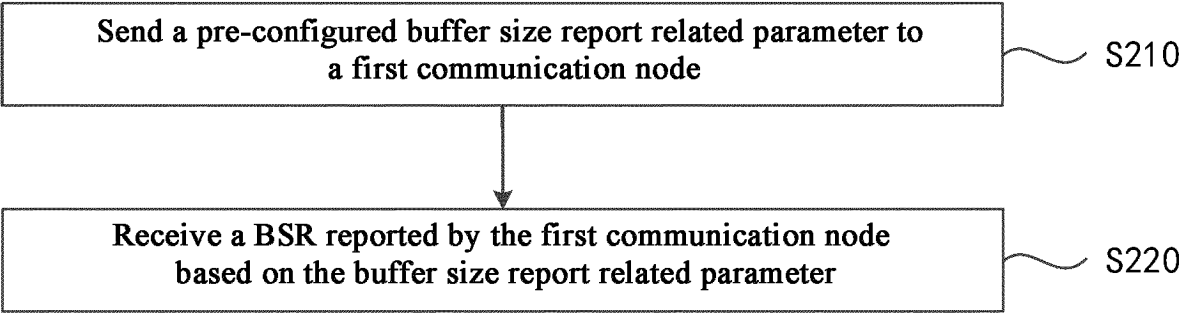 Send a pre-configured buffer size report related parameter to
a first communication node
S210
Receive a BSR reported by the first communication node
based on the buffer size report related parameter
S220